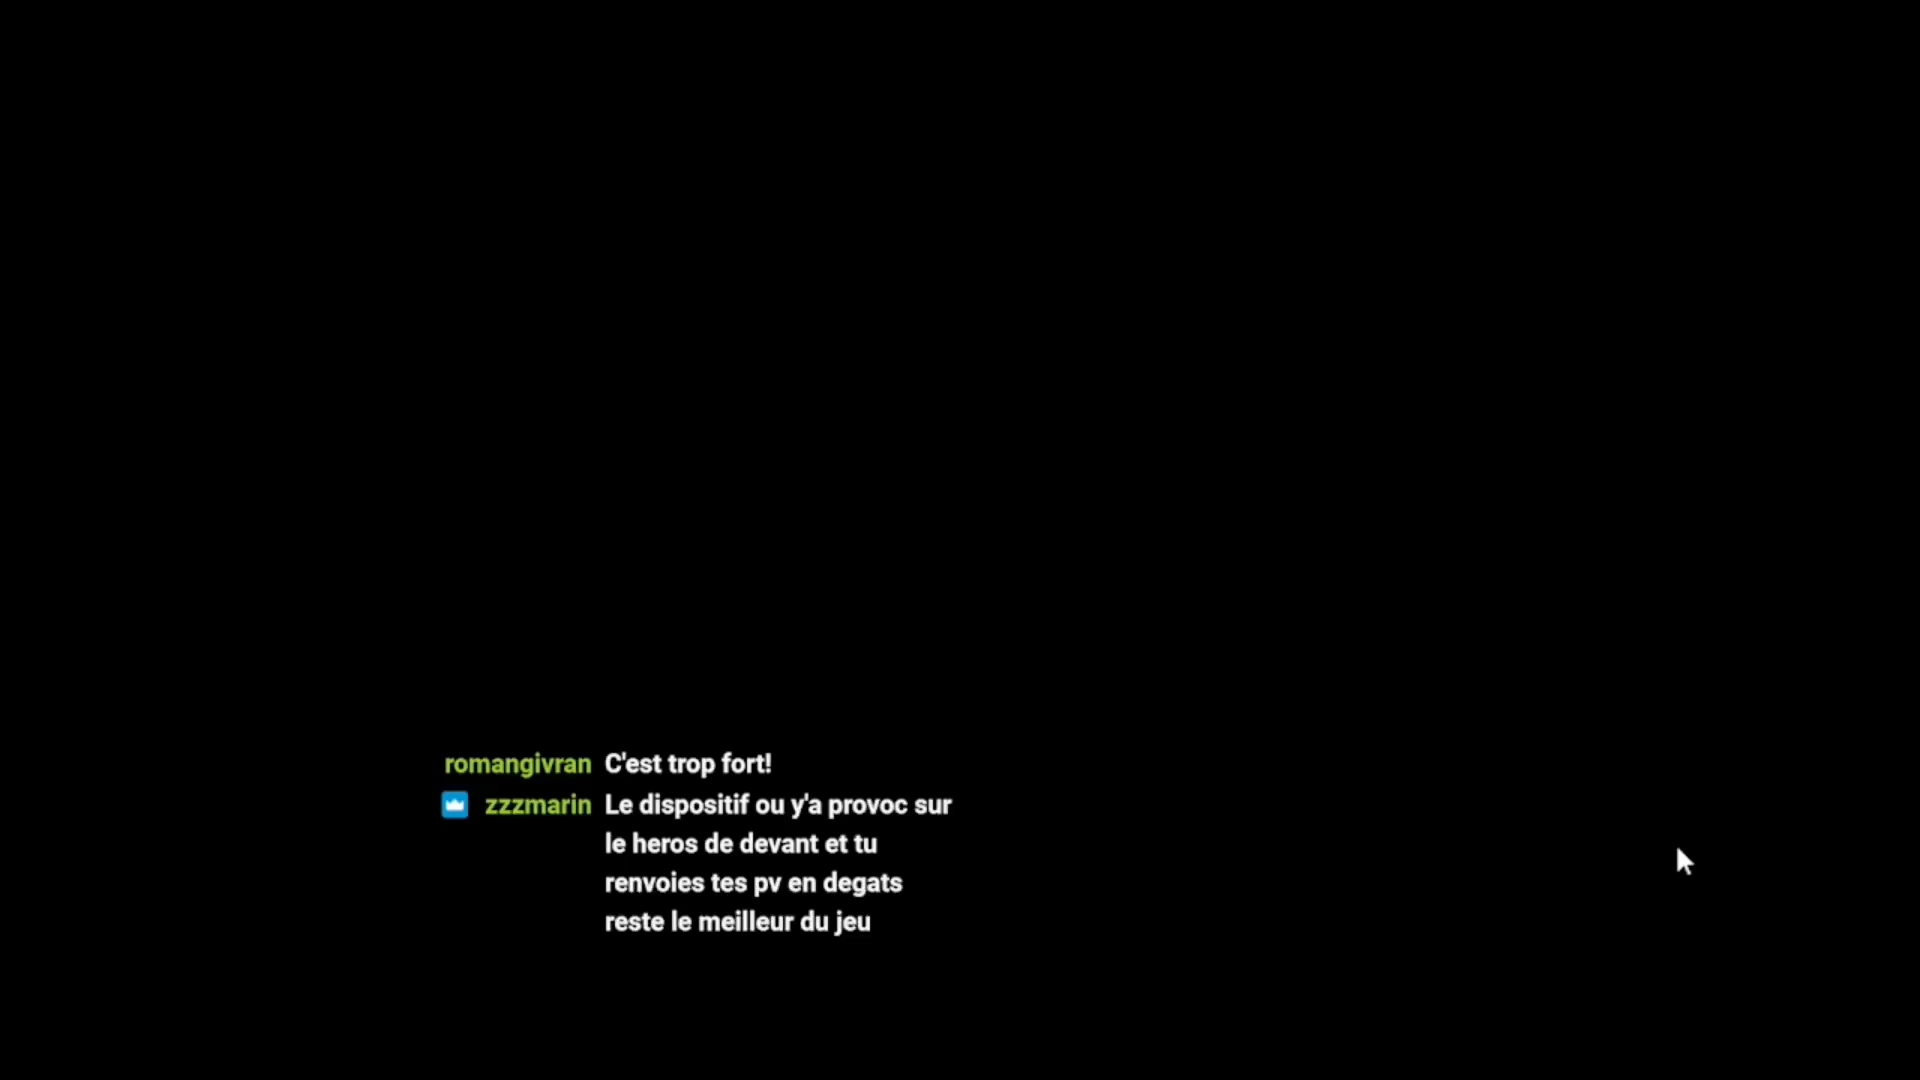 romangivran C'est trop fort!
zzzmarin Le dispositif ou y'a provoc sur
le heros de devant et tu
renvoies tes pv en degats
reste le meilleur du jeu